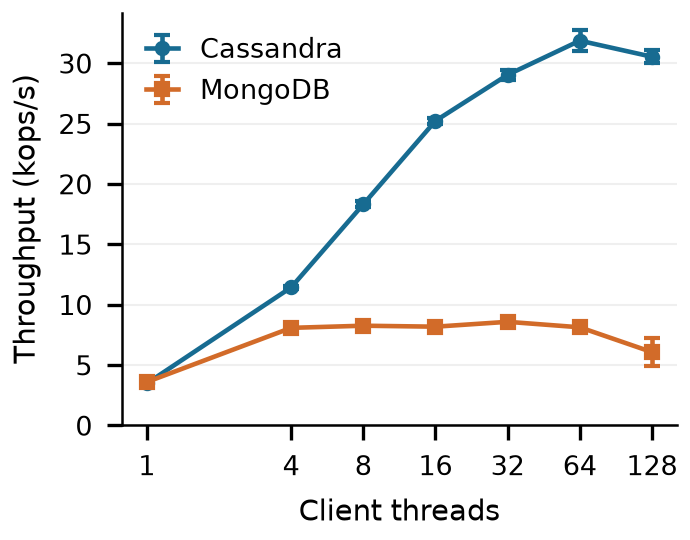 Cassandra
MongoDB
Throughput (kops/s)
30
25
20
15
10
5
0
1 4 8 16 32 64 128
Client threads